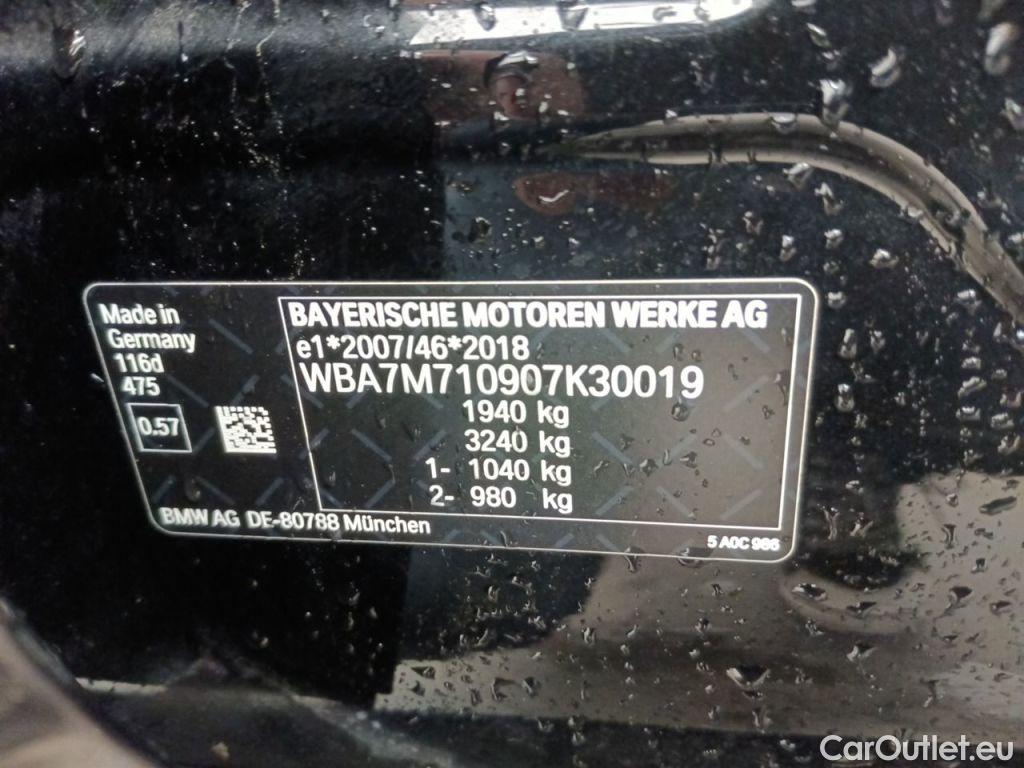 Made in
Germany
116d
475
0.57
BAYERISCHE MOTOREN WERKE AG
e1*2007/46*2018
WBA7M710907K30019
1940 kg
3240 kg
1- 1040 kg
2- 980 kg
BMW AG DE-80788 München
5 A0C 986
CarOutlet.eu